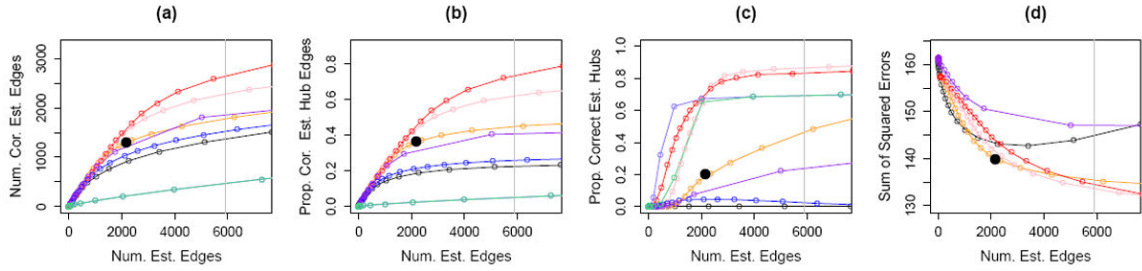 (a)
Num. Cor. Est. Edges
3000
2000
1000
0
0 2000 4000 6000
Num. Est. Edges
(b)
Prop. Cor. Est. Hub Edges
0.8
0.6
0.4
0.2
0.0
0 2000 4000 6000
Num. Est. Edges
(c)
Prop. Correct Est. Hubs
1.0
0.8
0.6
0.4
0.2
0.0
0 2000 4000 6000
Num. Est. Edges
(d)
Sum of Squared Errors
160
150
140
130
0 2000 4000 6000
Num. Est. Edges